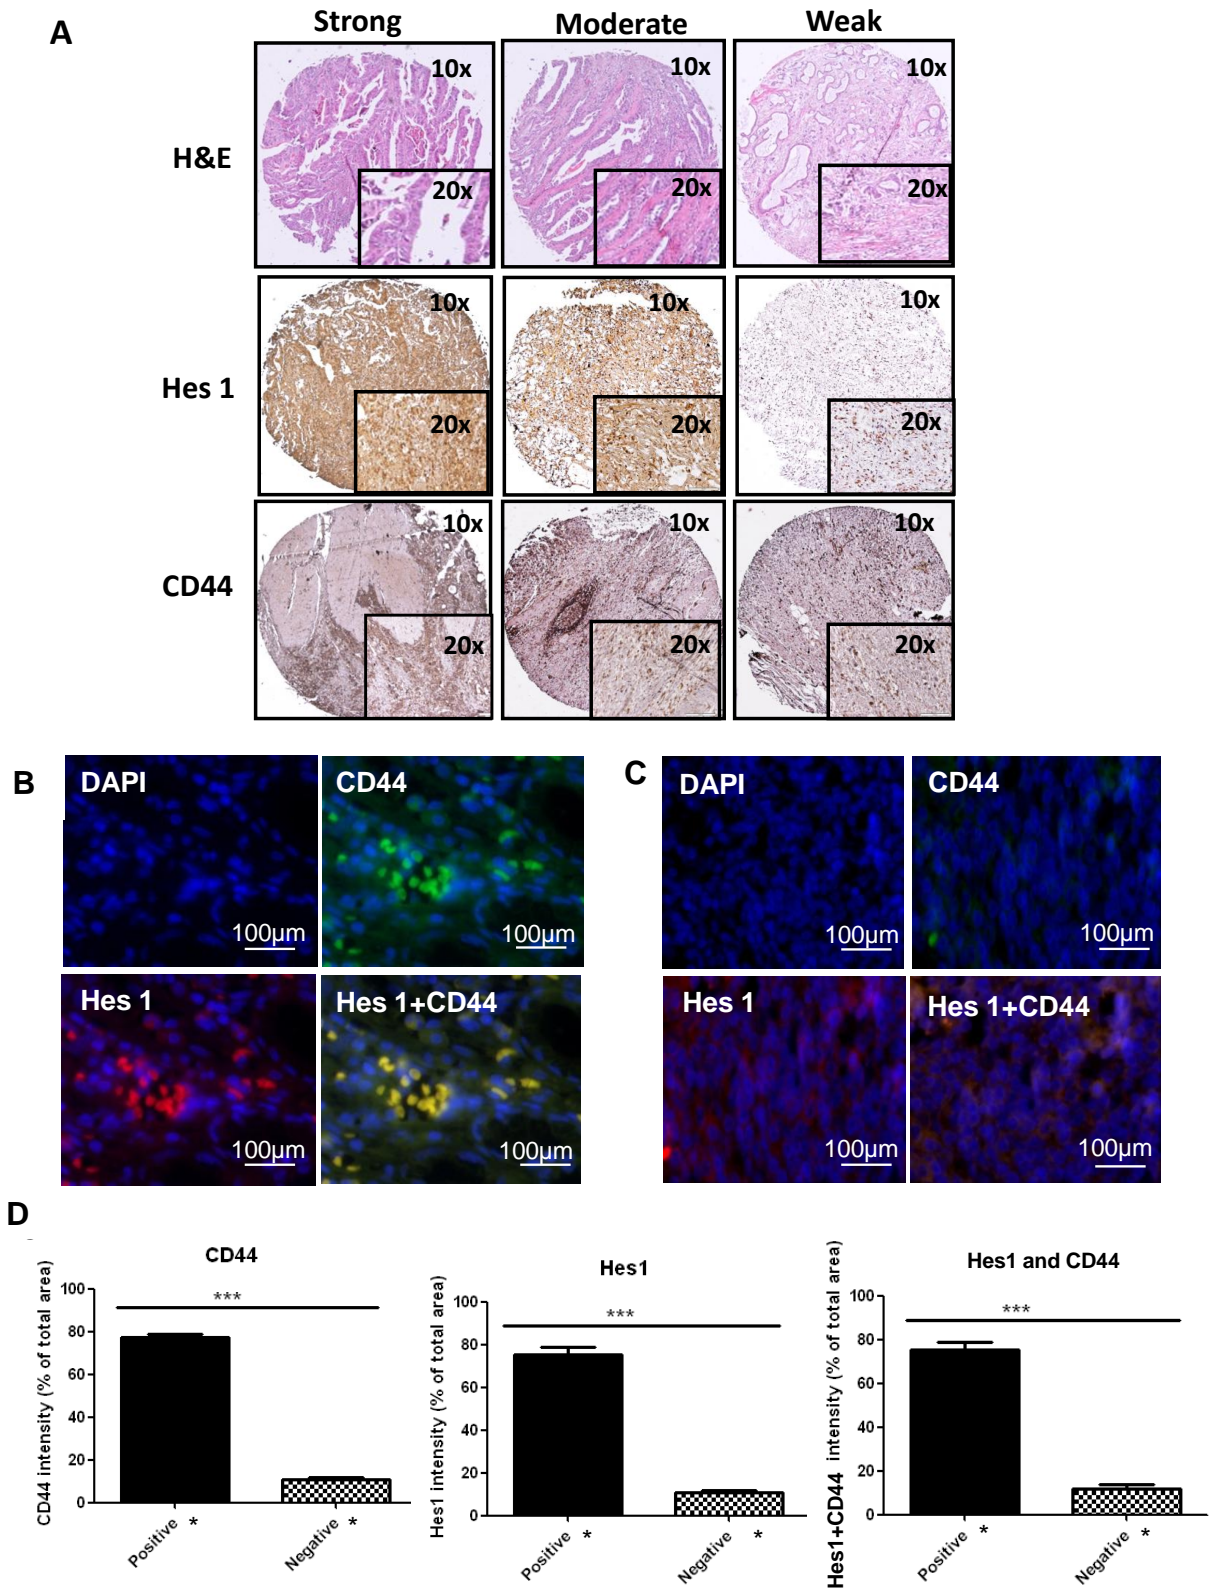 A
Strong Moderate Weak
H&E
10x 10x 10x
20x 20x 20x
Hes 1
10x 10x 10x
20x 20x 20x
CD44
10x 10x 10x
20x 20x 20x
B
DAPI CD44
100µm 100µm
Hes 1 Hes 1+CD44
100µm 100µm
C
DAPI CD44
100µm 100µm
Hes 1 Hes 1+CD44
100µm 100µm
D
CD44
CD44 intensity (% of total area)
100
80
60
40
20
0
***
Positive *
Negative *
Hes1
Hes1 intensity (% of total area)
100
80
60
40
20
0
***
Positive *
Negative *
Hes1 and CD44
Hes1+CD44 intensity (% of total area)
100
80
60
40
20
0
***
Positive *
Negative *